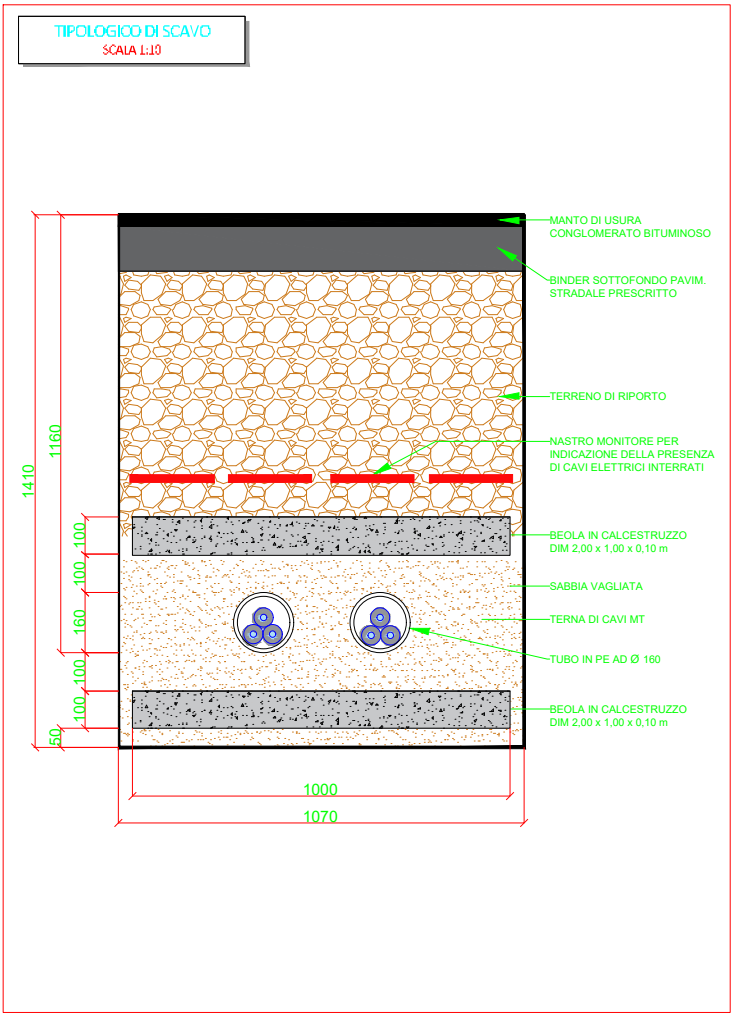 TIPOLOGICO DI SCAVO
SCALA 1:10
MANTO DI USURA
CONGLOMERATO BITUMINOSO
BINDER SOTTOFONDO PAVIM.
STRADALE PRESCRITTO
TERRENO DI RIPORTO
NASTRO MONITORE PER
INDICAZIONE DELLA PRESENZA
DI CAVI ELETTRICI INTERRATI
BEOLA IN CALCESTRUZZO
DIM 2,00 x 1,00 x 0,10 m
SABBIA VAGLIATA
TERNA DI CAVI MT
TUBO IN PE AD Ø 160
BEOLA IN CALCESTRUZZO
DIM 2,00 x 1,00 x 0,10 m
1410
1160
100
100
160
100
100
50
1000
1070